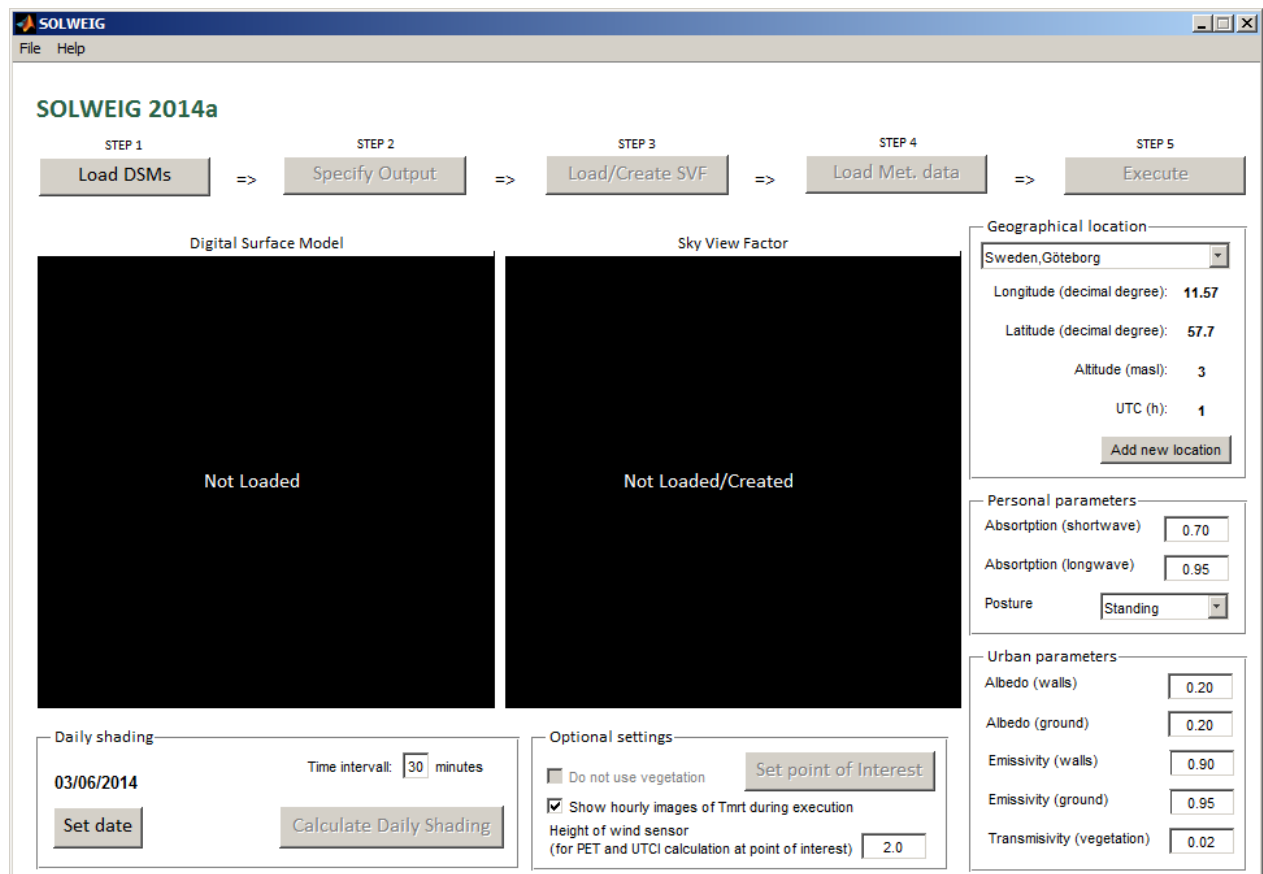 SOLWEIG
File Help
SOLWEIG 2014a
STEP 1
STEP 2
STEP 3
STEP 4
STEP 5
Load DSMs
=>
Specify Output
=>
Load/Create SVF
=>
Load Met. data
=>
Execute
Digital Surface Model
Not Loaded
Sky View Factor
Not Loaded/Created
Geographical location
Sweden,Göteborg
Longitude (decimal degree): 11.57
Latitude (decimal degree): 57.7
Altitude (masl): 3
UTC (h): 1
Add new location
Personal parameters
Absortption (shortwave) 0.70
Absortption (longwave) 0.95
Posture Standing
Urban parameters
Albedo (walls) 0.20
Albedo (ground) 0.20
Emissivity (walls) 0.90
Emissivity (ground) 0.95
Transmisivity (vegetation) 0.02
Daily shading
03/06/2014
Time intervall: 30 minutes
Set date
Calculate Daily Shading
Optional settings
Do not use vegetation
Set point of Interest
Show hourly images of Tmrt during execution
Height of wind sensor
(for PET and UTCI calculation at point of interest) 2.0